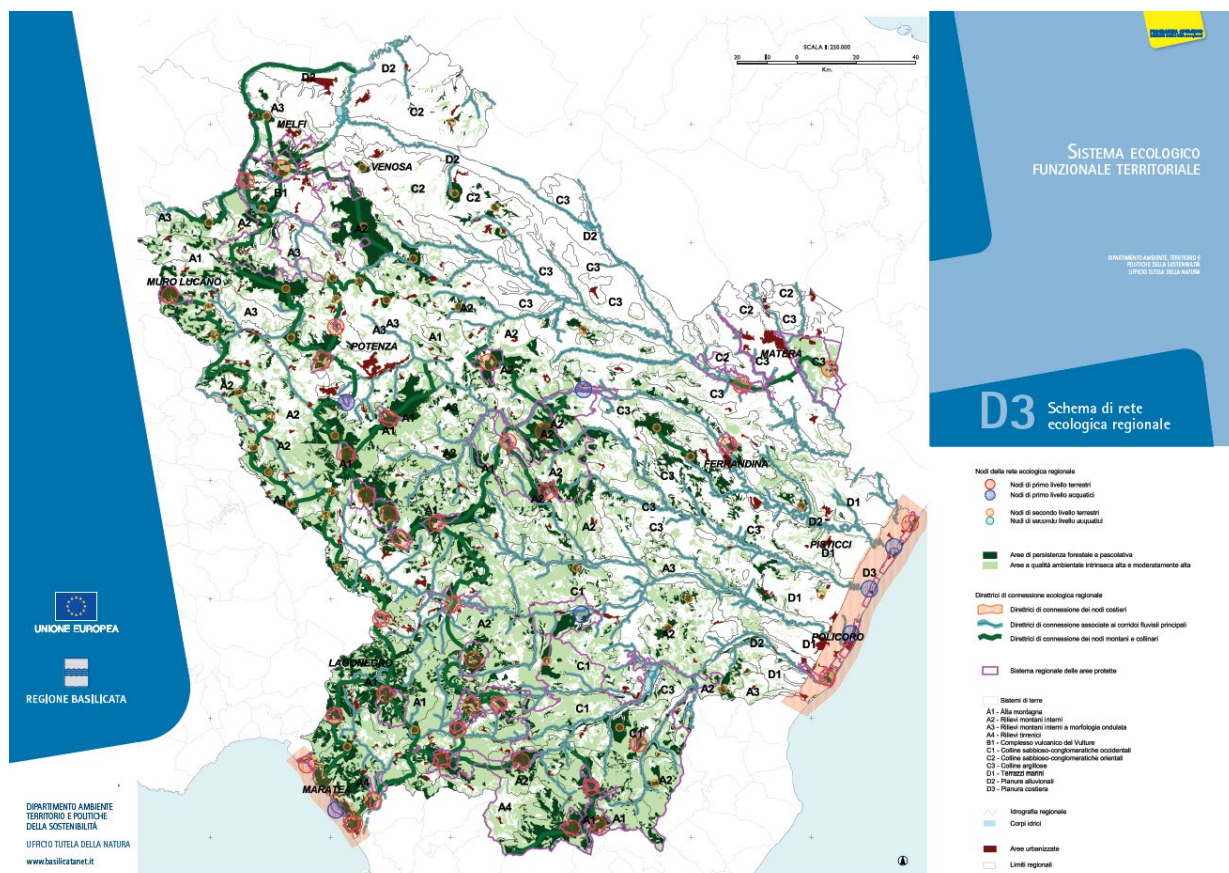 SCALA 1:250.000
20 10 0 20 40
Km.
SISTEMA ECOLOGICO
FUNZIONALE TERRITORIALE
DIPARTIMENTO AMBIENTE, TERRITORIO E
POLITICHE DELLA SOSTENIBILITÀ
UFFICIO TUTELA DELLA NATURA
D3
Schema di rete
ecologica regionale
Nodi della rete ecologica regionale
Nodi di primo livello terrestri
Nodi di primo livello acquatici
Nodi di secondo livello terrestri
Nodi di secondo livello acquatici
Aree di persistenza forestale e pascolativa
Aree a qualità ambientale intrinseca alta e moderatamente alta
Direttrici di connessione ecologica regionale
Direttrici di connessione dei nodi costieri
Direttrici di connessione associate ai corridoi fluviali principali
Direttrici di connessione dei nodi montani e collinari
Sistema regionale delle aree protette
Sistemi di terre
A1 - Alta montagna
A2 - Rilievi montani interni
A3 - Rilievi montani interni a morfologia ondulata
A4 - Rilievi tirrenici
B1 - Complesso vulcanico del Vulture
C1 - Colline sabbioso-conglomeratiche occidentali
C2 - Colline sabbioso-conglomeratiche orientali
C3 - Colline argillose
D1 - Terrazzi marini
D2 - Pianure alluvionali
D3 - Pianura costiera
Idrografia regionale
Corpi idrici
Aree urbanizzate
Limiti regionali
MELFI
VENOSA
MURO LUCANO
POTENZA
MATERA
FERRANDINA
PISTICCI
POLICORO
LAGONEGRO
MARATEA
UNIONE EUROPEA
REGIONE BASILICATA
DIPARTIMENTO AMBIENTE
TERRITORIO E POLITICHE
DELLA SOSTENIBILITÀ
UFFICIO TUTELA DELLA NATURA
www.basilicatanet.it